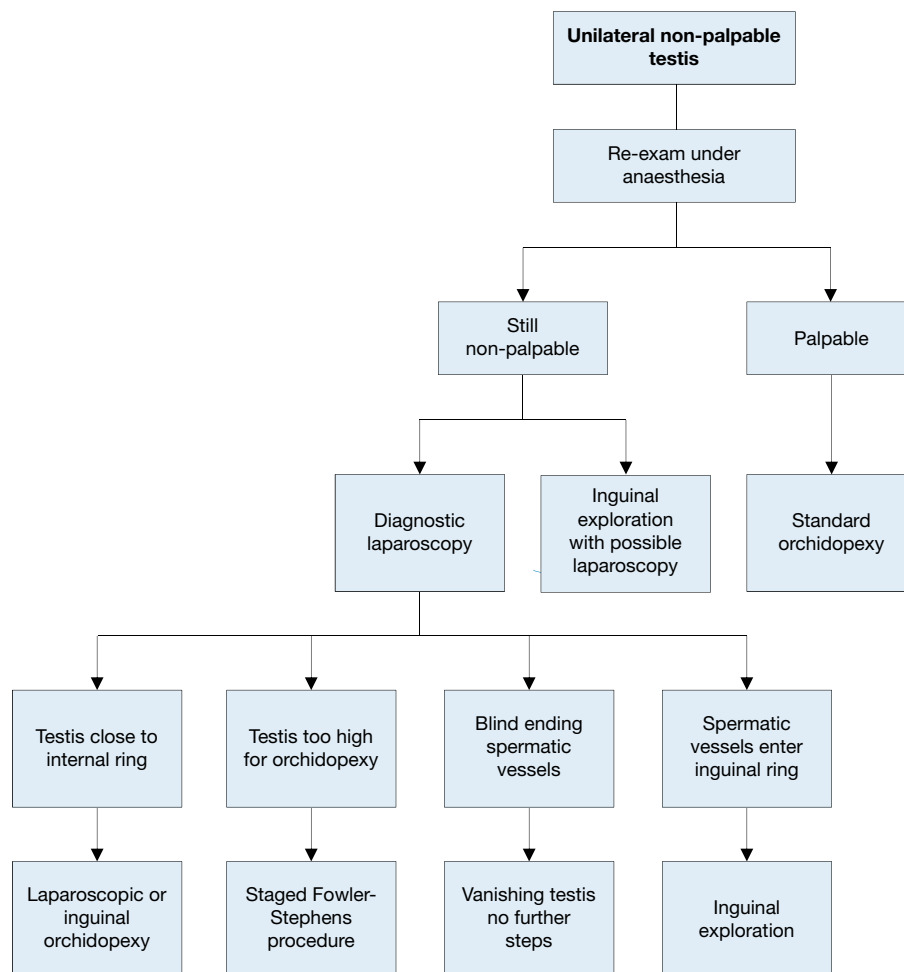 Unilateral non-palpable
testis
Re-exam under
anaesthesia
Still
non-palpable
Palpable
Diagnostic
laparoscopy
Inguinal
exploration
with possible
laparoscopy
Standard
orchidopexy
Testis close to
internal ring
Testis too high
for orchidopexy
Blind ending
spermatic
vessels
Spermatic
vessels enter
inguinal ring
Laparoscopic or
inguinal
orchidopexy
Staged Fowler-
Stephens
procedure
Vanishing testis
no further
steps
Inguinal
exploration